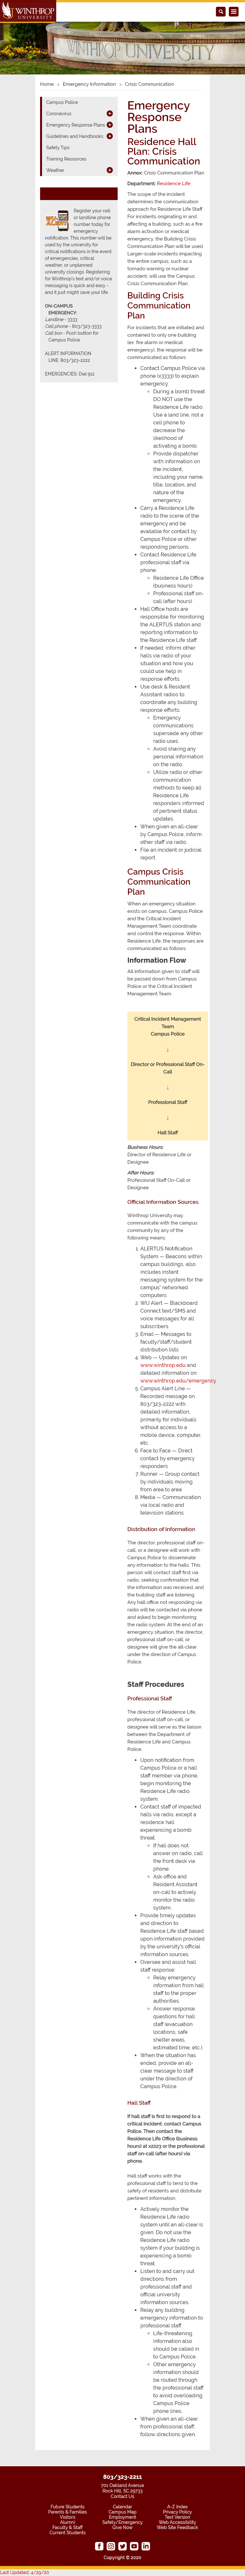 WINTHROP
UNIVERSITY
WINTHROP UNIVERSITY
Home > Emergency Information > Crisis Communication
Campus Police
Coronavirus
Emergency Response Plans
Guidelines and Handbooks
Safety Tips
Training Resources
Weather
Register your cell
or landline phone
number today for
emergency
notification. This number will be
used by the university for
critical notifications in the event
of emergencies, critical
weather, or unplanned
university closings. Registering
for Winthrop's text and/or voice
messaging is quick and easy -
and it just might save your life.
ON-CAMPUS
EMERGENCY:
Landline - 3333
Cell phone - 803/323-3333
Call box - Push button for
Campus Police
ALERT INFORMATION
LINE: 803/323-2222
EMERGENCIES: Dial 911
Emergency
Response
Plans
Residence Hall
Plan: Crisis
Communication
Annex: Crisis Communication Plan
Department: Residence Life
The scope of the incident
determines the communication
approach for Residence Life Staff.
For incidents originating in and
affecting a building, such as a fire
alarm activation or medical
emergency, the Building Crisis
Communication Plan will be used.
Larger-scale incidents impacting
the entire campus, such as
tornado warning or nuclear
accident, will use the Campus
Crisis Communication Plan.
Building Crisis
Communication
Plan
For incidents that are initiated and
contained to only one building
(ex: fire alarm or medical
emergency), the response will be
communicated as follows:
Contact Campus Police via
phone (x3333) to explain
emergency.
During a bomb threat
DO NOT use the
Residence Life radio.
Use a land line, not a
cell phone to
decrease the
likelihood of
activating a bomb.
Provide dispatcher
with information on
the incident,
including your name,
title, location, and
nature of the
emergency.
Carry a Residence Life
radio to the scene of the
emergency and be
available for contact by
Campus Police or other
responding persons.
Contact Residence Life
professional staff via
phone:
Residence Life Office
(business hours)
Professional staff on-
call (after hours)
Hall Office hosts are
responsible for monitoring
the ALERTUS station and
reporting information to
the Residence Life staff.
If needed, inform other
halls via radio of your
situation and how you
could use help in
response efforts.
Use desk & Resident
Assistant radios to
coordinate any building
response efforts.
Emergency
communications
supersede any other
radio uses.
Avoid sharing any
personal information
on the radio.
Utilize radio or other
communication
methods to keep all
Residence Life
responders informed
of pertinent status
updates.
When given an all-clear
by Campus Police, inform
other staff via radio.
File an incident or judicial
report.
Campus Crisis
Communication
Plan
When an emergency situation
exists on campus, Campus Police
and the Critical Incident
Management Team coordinate
and control the response. Within
Residence Life, the responses are
communicated as follows:
Information Flow
All information given to staff will
be passed down from Campus
Police or the Critical Incident
Management Team.
Critical Incident Management
Team
Campus Police
↓
Director or Professional Staff On-
Call
↓
Professional Staff
↓
Hall Staff
Business Hours:
Director of Residence Life or
Designee
After Hours:
Professional Staff On-Call or
Designee
Official Information Sources
Winthrop University may
communicate with the campus
community by any of the
following means:
1. ALERTUS Notification
System — Beacons within
campus buildings, also
includes instant
messaging system for the
campus' networked
computers
2. WU Alert — Blackboard
Connect text/SMS and
voice messages for all
subscribers
3. Email — Messages to
faculty/staff/student
distribution lists
4. Web — Updates on
www.winthrop.edu and
detailed information on
www.winthrop.edu/emergency
5. Campus Alert Line —
Recorded message on
803/323-2222 with
detailed information,
primarily for individuals
without access to a
mobile device, computer,
etc.
6. Face to Face — Direct
contact by emergency
responders
7. Runner — Group contact
by individuals moving
from area to area
8. Media — Communication
via local radio and
television stations
Distribution of Information
The director, professional staff on-
call, or a designee will work with
Campus Police to disseminate
any information to the halls. This
person will contact staff first via
radio, seeking confirmation that
the information was received, and
the building staff are listening.
Any hall office not responding via
radio will be contacted via phone
and asked to begin monitoring
the radio system. At the end of an
emergency situation, the director,
professional staff on-call, or
designee will give the all-clear
under the direction of Campus
Police.
Staff Procedures
Professional Staff
The director of Residence Life,
professional staff on-call, or
designee will serve as the liaison
between the Department of
Residence Life and Campus
Police.
Upon notification from
Campus Police or a hall
staff member via phone,
begin monitoring the
Residence Life radio
system.
Contact staff of impacted
halls via radio, except a
residence hall
experiencing a bomb
threat.
If hall does not
answer on radio, call
the front desk via
phone.
Ask office and
Resident Assistant
on-call to actively
monitor the radio
system.
Provide timely updates
and direction to
Residence Life staff based
upon information provided
by the university's official
information sources.
Oversee and assist hall
staff response.
Relay emergency
information from hall
staff to the proper
authorities.
Answer response
questions for hall
staff (evacuation
locations, safe
shelter areas,
estimated time, etc.).
When the situation has
ended, provide an all-
clear message to staff
under the direction of
Campus Police.
Hall Staff
If hall staff is first to respond to a
critical incident: contact Campus
Police. Then contact the
Residence Life Office (business
hours) at x2223 or the professional
staff on-call (after hours) via
phone.
Hall staff works with the
professional staff to tend to the
safety of residents and distribute
pertinent information.
Actively monitor the
Residence Life radio
system until an all-clear is
given. Do not use the
Residence Life radio
system if your building is
experiencing a bomb
threat.
Listen to and carry out
directions from
professional staff and
official university
information sources.
Relay any building
emergency information to
professional staff.
Life-threatening
information also
should be called in
to Campus Police.
Other emergency
information should
be routed through
the professional staff
to avoid overloading
Campus Police
phone lines.
When given an all-clear
from professional staff,
follow directions given.
803/323-2211
701 Oakland Avenue
Rock Hill, SC 29733
Contact Us
Future Students
Parents & Families
Visitors
Alumni
Faculty & Staff
Current Students
Calendar
Campus Map
Employment
Safety/Emergency
Give Now
A-Z Index
Privacy Policy
Text Version
Web Accessibility
Web Site Feedback
Copyright © 2020
Last Updated: 4/29/20